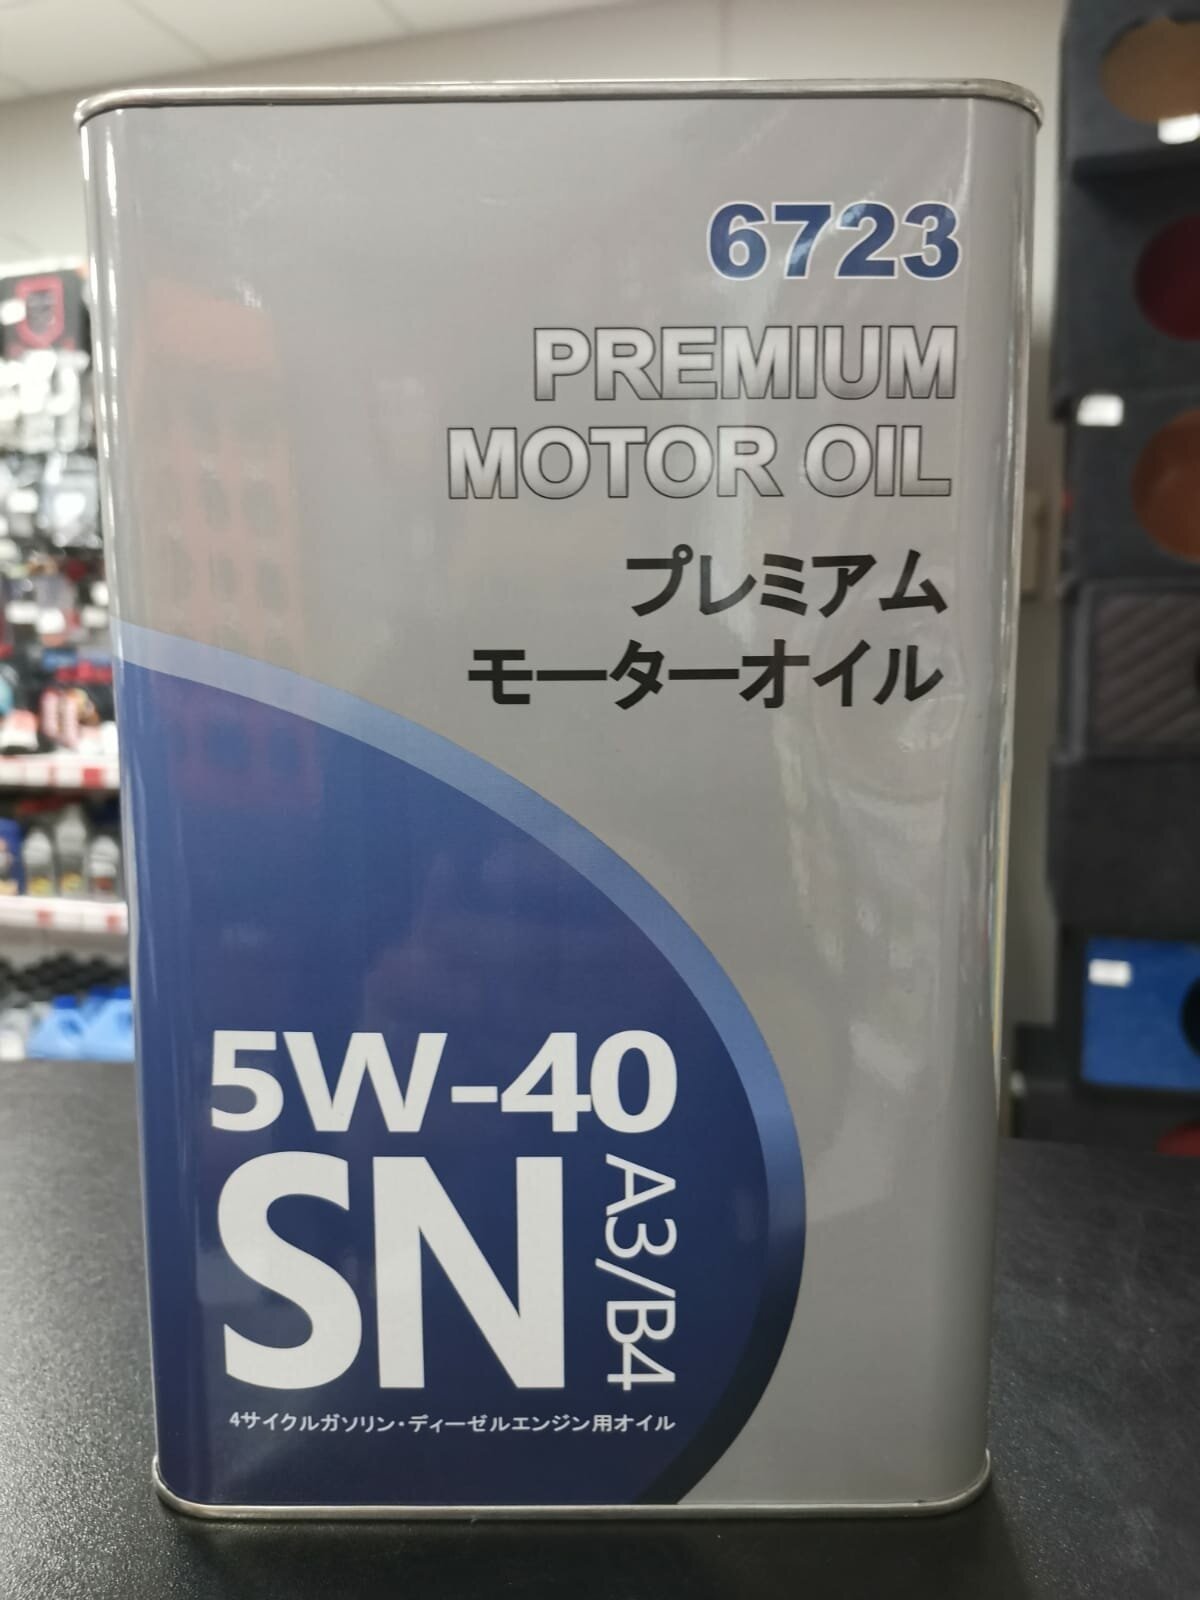 6723
PREMIUM
MOTOR OIL
プレミアム
モーターオイル
5W-40
SN
A3/B4
4サイクルガソリン・ディーゼルエンジン用オイル